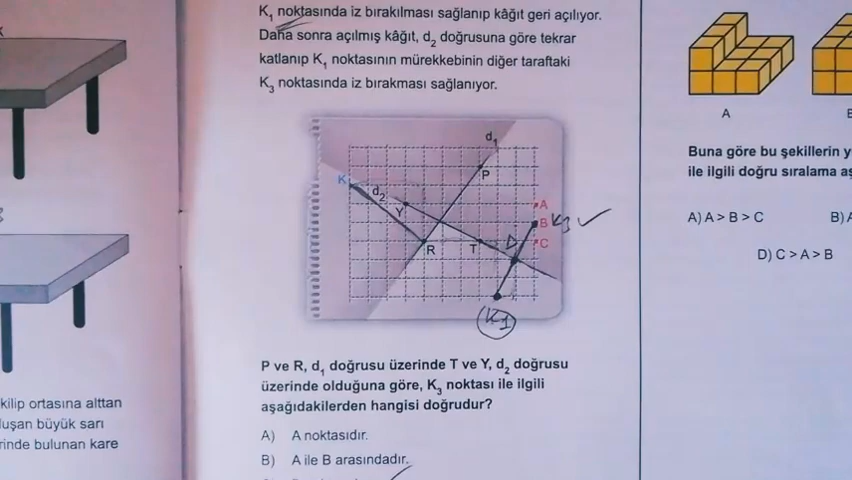 K₁ noktasında iz bırakılması sağlanıp kâğıt geri açılıyor.
Daha sonra açılmış kâğıt, d₂ doğrusuna göre tekrar
katlanıp K₁ noktasının mürekkebinin diğer taraftaki
K₃ noktasında iz bırakması sağlanıyor.
d₁
P
K
d₂
Y
A
B K3
R
T
D
C
K1
P ve R, d₁ doğrusu üzerinde T ve Y, d₂ doğrusu
üzerinde olduğuna göre, K₃ noktası ile ilgili
aşağıdakilerden hangisi doğrudur?
A) A noktasıdır.
B) A ile B arasındadır.
kilip ortasına alttan
luşan büyük sarı
rinde bulunan kare
A
Buna göre bu şekillerin y
ile ilgili doğru sıralama aş
A) A > B > C
B) A
D) C > A > B